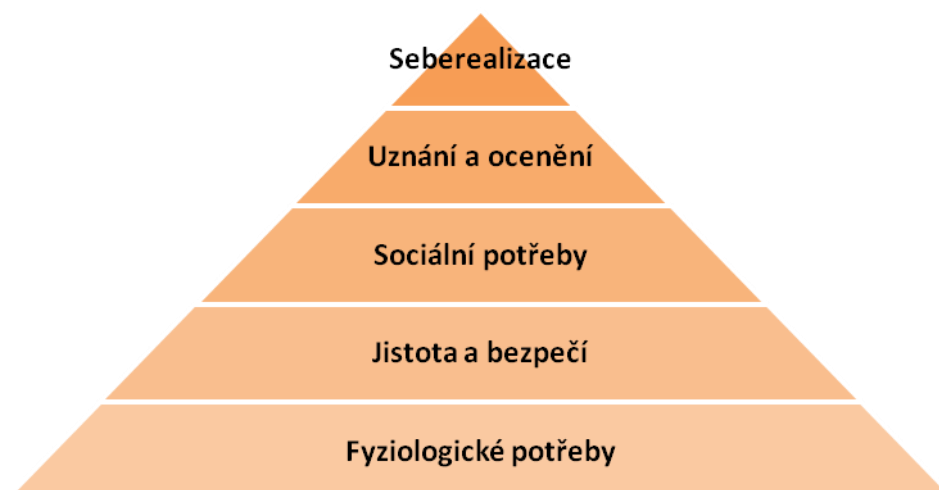 Seberealizace
Uznání a ocenění
Sociální potřeby
Jistota a bezpečí
Fyziologické potřeby